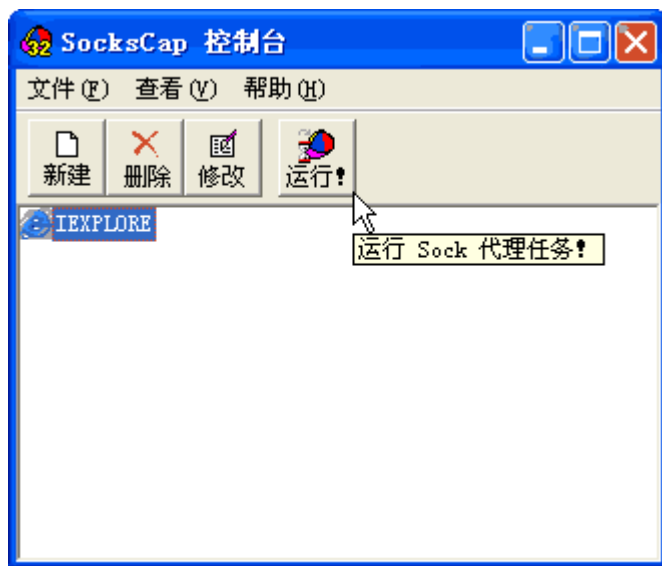 SocksCap 控制台
文件(F) 查看(V) 帮助(H)
新建 删除 修改 运行!
IEXPLORE
运行 Sock 代理任务!